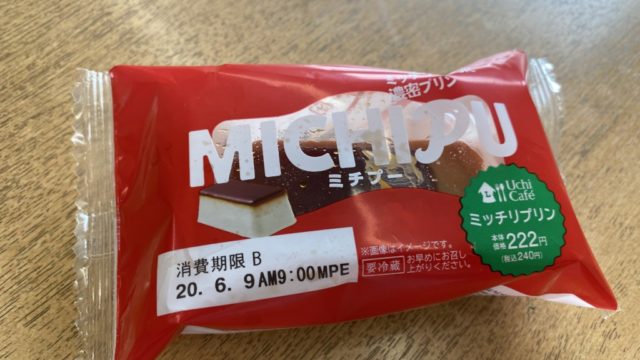 ミッチ
濃密プリン
MICHIPU
ミチプー
Uchi
Café
ミッチリプリン
本体
価格 222円
(税込240円)
※画像はイメージです。
要冷蔵 お早めにお召し
上がりください。
消費期限 B
20. 6. 9 AM9:00MPE